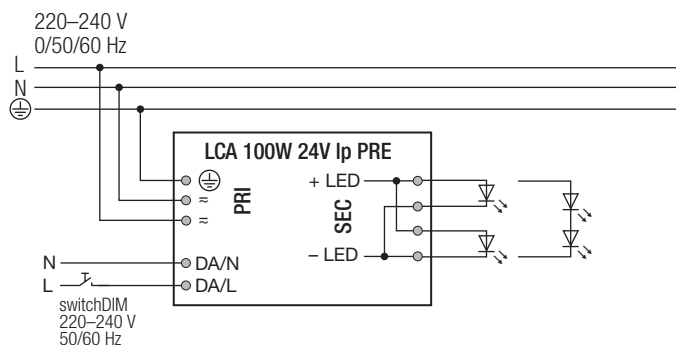 220–240 V
0/50/60 Hz
L
N
LCA 100W 24V lp PRE
PRI
≂
≂
+ LED
SEC
– LED
N
DA/N
L
DA/L
switchDIM
220–240 V
50/60 Hz